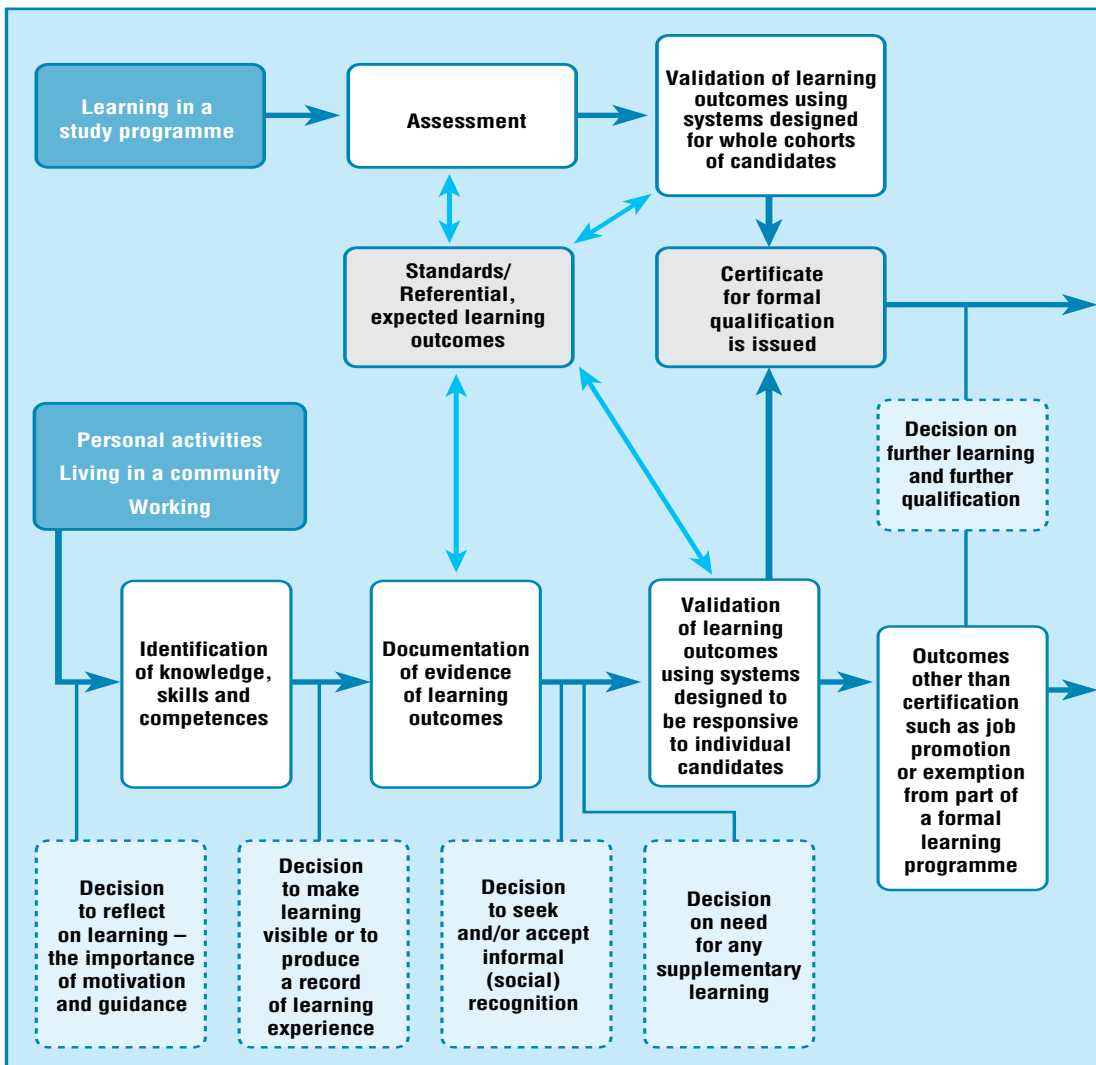 Learning in a
study programme
Assessment
Validation of learning
outcomes using
systems designed
for whole cohorts
of candidates
Standards/
Referential,
expected learning
outcomes
Certificate
for formal
qualification
is issued
Personal activities
Living in a community
Working
Decision on
further learning
and further
qualification
Identification
of knowledge,
skills and
competences
Documentation
of evidence
of learning
outcomes
Validation
of learning
outcomes
using systems
designed to
be responsive
to individual
candidates
Outcomes
other than
certification
such as job
promotion
or exemption
from part of
a formal
learning
programme
Decision
to reflect
on learning –
the importance
of motivation
and guidance
Decision
to make
learning
visible or to
produce
a record
of learning
experience
Decision
to seek
and/or accept
informal
(social)
recognition
Decision
on need
for any
supplementary
learning